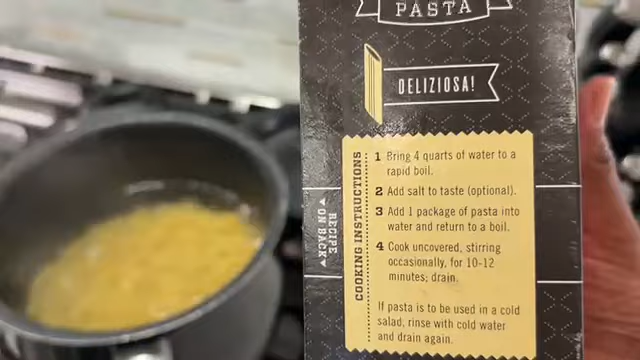 PASTA
DELIZIOSA!
COOKING INSTRUCTIONS
1 Bring 4 quarts of water to a
rapid boil.
2 Add salt to taste (optional).
3 Add 1 package of pasta into
water and return to a boil.
4 Cook uncovered, stirring
occasionally, for 10-12
minutes; drain.
If pasta is to be used in a cold
salad, rinse with cold water
and drain again.
RECIPE
ON BACK